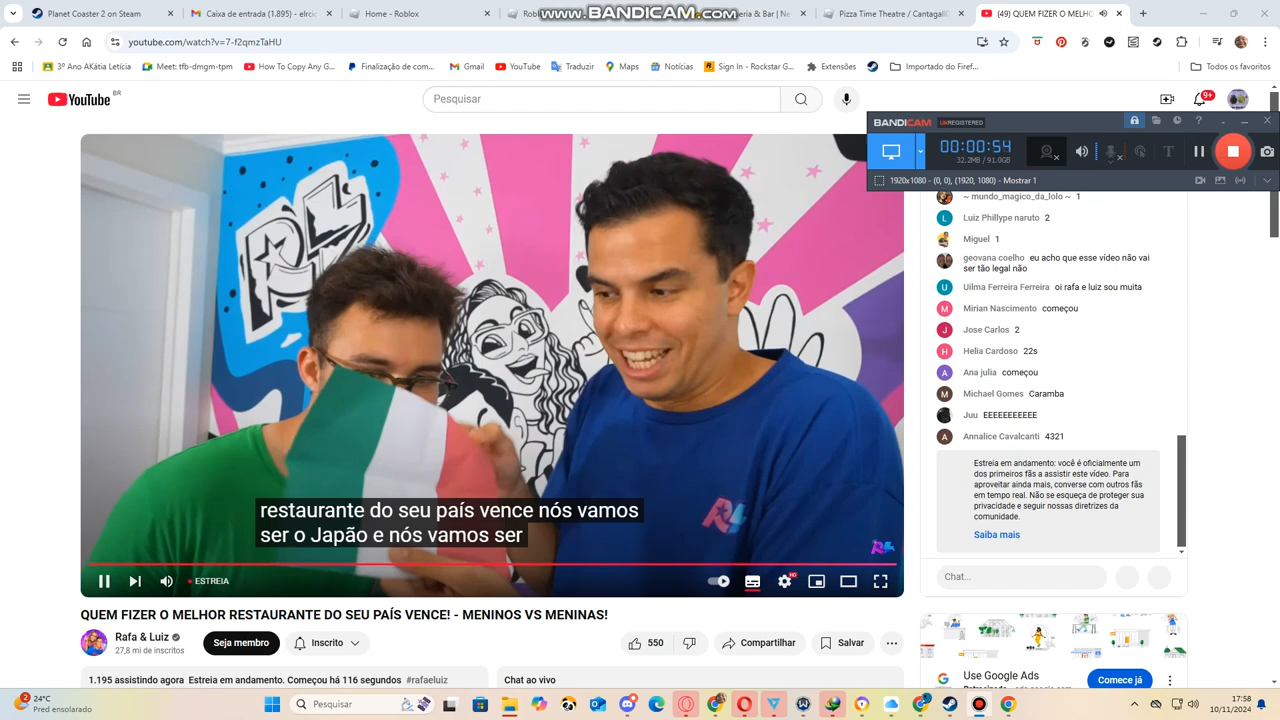 Planet Coaster 2 on Steam
Caixa de entrada (1.895) - elrcic
Home - Roblox
www.BANDICAM.com
Pizza Time Theatre / Cantagall
(49) QUEM FIZER O MELHO
youtube.com/watch?v=7-f2qmzTaHU
3º Ano AKátia Letícia
Meet: tfb-dmgm-tpm
How To Copy Any G...
Finalização de com...
Gmail
YouTube
Traduzir
Maps
Notícias
Sign In - Rockstar G...
Extensões
Importado do Firef...
Todos os favoritos
YouTube BR
Pesquisar
9+
BANDICAM UNREGISTERED
00:00:54
32.2MB / 91.0GB
1920x1080 - (0, 0), (1920, 1080) - Mostrar 1
~ mundo_magico_da_lolo ~ 1
Luiz Phillype naruto 2
Miguel 1
geovana coelho eu acho que esse vídeo não vai
ser tão legal não
Uilma Ferreira Ferreira oi rafa e luiz sou muita
Mirian Nascimento começou
Jose Carlos 2
Helia Cardoso 22s
Ana julia começou
Michael Gomes Caramba
Juu EEEEEEEEEEE
Annalice Cavalcanti 4321
Estreia em andamento: você é oficialmente um
dos primeiros fãs a assistir este vídeo. Para
aproveitar ainda mais, converse com outros fãs
em tempo real. Não se esqueça de proteger sua
privacidade e seguir nossas diretrizes da
comunidade.
Saiba mais
Chat...
restaurante do seu país vence nós vamos
ser o Japão e nós vamos ser
ESTREIA
HD
QUEM FIZER O MELHOR RESTAURANTE DO SEU PAÍS VENCE! - MENINOS VS MENINAS!
Rafa & Luiz
27,8 mi de inscritos
Seja membro
Inscrito
550
Compartilhar
Salvar
1.195 assistindo agora Estreia em andamento. Começou há 116 segundos #rafaeluiz
Chat ao vivo
Use Google Ads
Comece já
24°C
Pred ensolarado
Pesquisar
17:58
10/11/2024